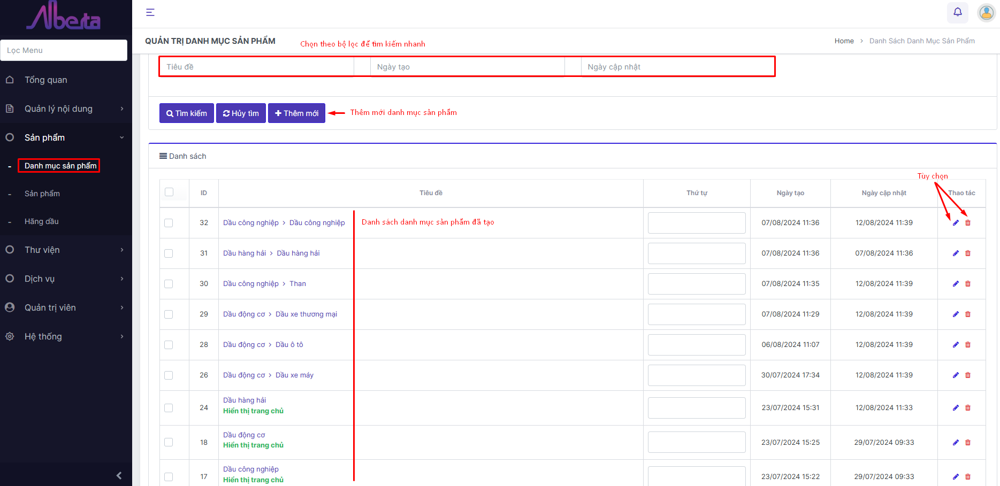 Alberta
Lọc Menu
Tổng quan
Quản lý nội dung
Sản phẩm
- Danh mục sản phẩm
- Sản phẩm
- Hãng dầu
Thư viện
Dịch vụ
Quản trị viên
Hệ thống
QUẢN TRỊ DANH MỤC SẢN PHẨM
Chọn theo bộ lọc để tìm kiếm nhanh
Home > Danh Sách Danh Mục Sản Phẩm
Tiêu đề Ngày tạo Ngày cập nhật
Tìm kiếm Hủy tìm Thêm mới
Thêm mới danh mục sản phẩm
Danh sách
Tùy chọn
ID Tiêu đề Thứ tự Ngày tạo Ngày cập nhật Thao tác
32 Dầu công nghiệp > Dầu công nghiệp 07/08/2024 11:36 12/08/2024 11:39
Danh sách danh mục sản phẩm đã tạo
31 Dầu hàng hải > Dầu hàng hải 07/08/2024 11:36 07/08/2024 11:36
30 Dầu công nghiệp > Than 07/08/2024 11:35 12/08/2024 11:39
29 Dầu động cơ > Dầu xe thương mại 07/08/2024 11:29 12/08/2024 11:39
28 Dầu động cơ > Dầu ô tô 06/08/2024 11:07 12/08/2024 11:39
26 Dầu động cơ > Dầu xe máy 30/07/2024 17:34 12/08/2024 11:39
24 Dầu hàng hải 23/07/2024 15:31 12/08/2024 11:33
Hiển thị trang chủ
18 Dầu động cơ 23/07/2024 15:25 29/07/2024 09:33
Hiển thị trang chủ
17 Dầu công nghiệp 23/07/2024 15:22 29/07/2024 09:33
Hiển thị trang chủ